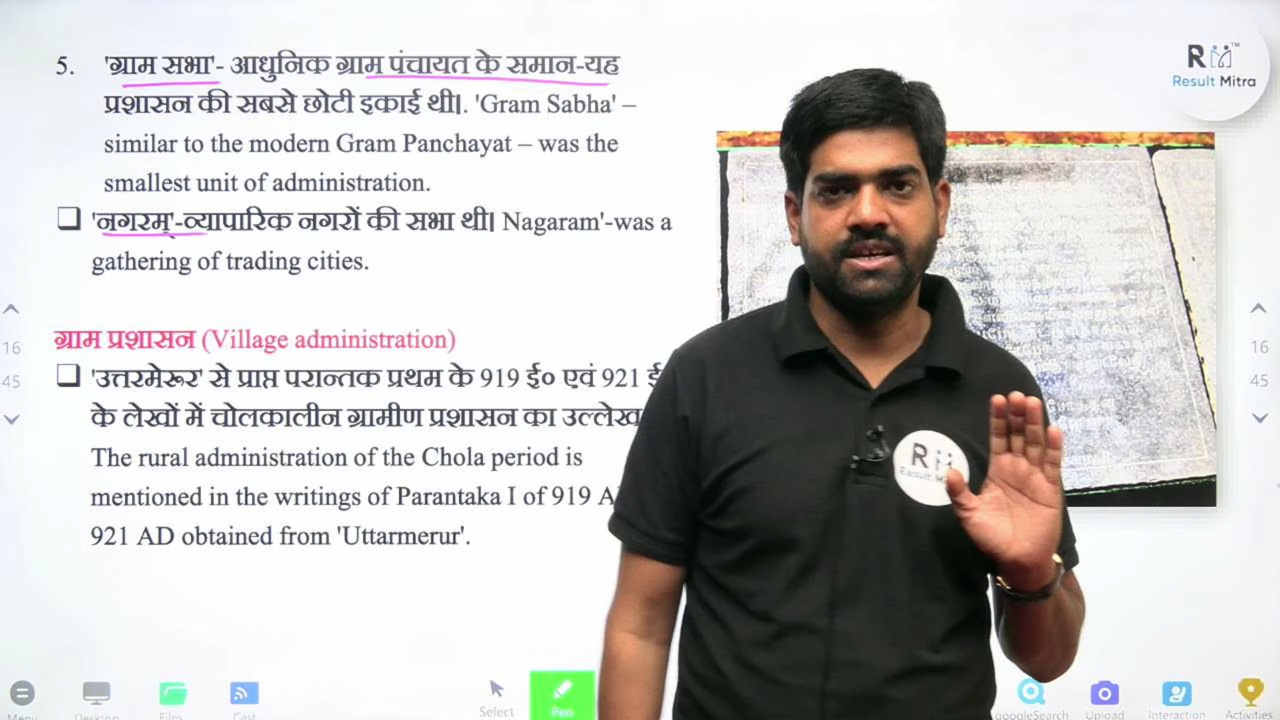 5. 'ग्राम सभा'- आधुनिक ग्राम पंचायत के समान-यह
प्रशासन की सबसे छोटी इकाई थी|. 'Gram Sabha' –
similar to the modern Gram Panchayat – was the
smallest unit of administration.
'नगरम्'-व्यापारिक नगरों की सभा थी| Nagaram'-was a
gathering of trading cities.
ग्राम प्रशासन (Village administration)
'उत्तरमेरूर' से प्राप्त परान्तक प्रथम के 919 ई० एवं 921 ई
के लेखों में चोलकालीन ग्रामीण प्रशासन का उल्लेख
The rural administration of the Chola period is
mentioned in the writings of Parantaka I of 919 A
921 AD obtained from 'Uttarmerur'.
Result Mitra
16
45
16
45
Menu
Desktop
Files
Cast
Select
Pen
googleSearch
Upload
Interaction
Activities